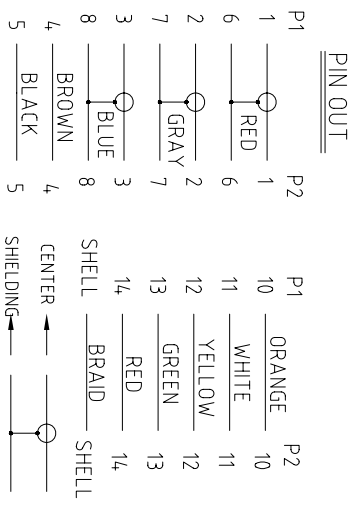 PIN OUT
P1 P2
1 1
RED
6 6
2 2
GRAY
7 7
3 3
BLUE
8 8
BROWN
4 4
BLACK
5 5
P1 P2
ORANGE
10 10
WHITE
11 11
YELLOW
12 12
GREEN
13 13
RED
14 14
BRAID
SHELL SHELL
CENTER
SHIELDING